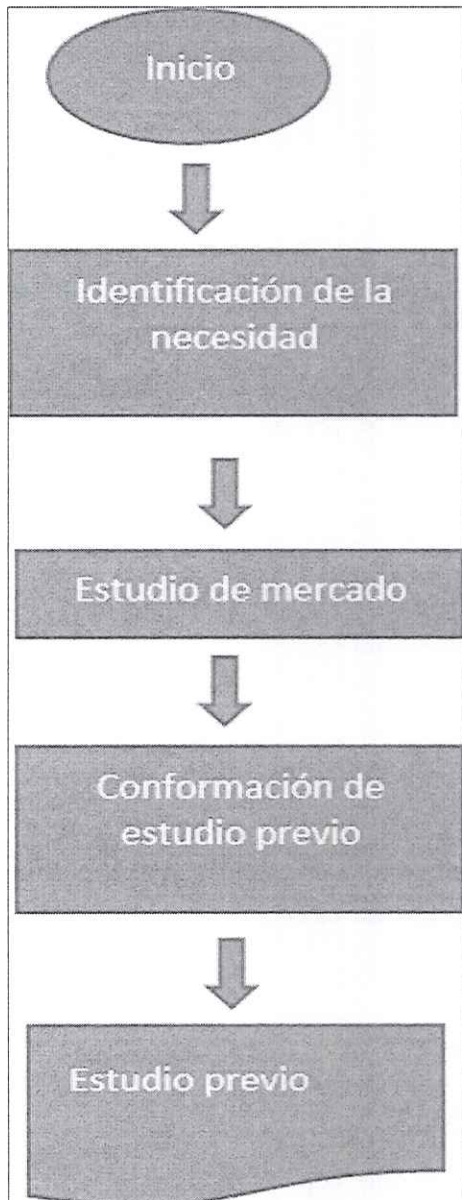 Inicio
Identificación de la
necesidad
Estudio de mercado
Conformación de
estudio previo
Estudio previo